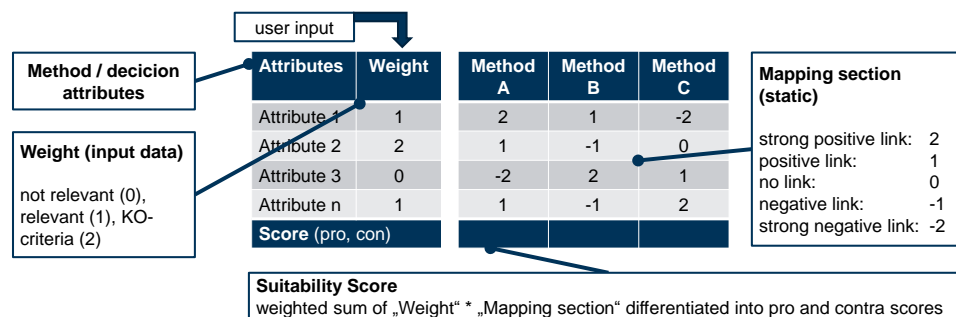 user input
Method / decicion
attributes
Attributes Weight Method A Method B Method C
Attribute 1 1 2 1 -2
Attribute 2 2 1 -1 0
Attribute 3 0 -2 2 1
Attribute n 1 1 -1 2
Score (pro, con)
Weight (input data)
not relevant (0),
relevant (1), KO-
criteria (2)
Mapping section
(static)
strong positive link: 2
positive link: 1
no link: 0
negative link: -1
strong negative link: -2
Suitability Score
weighted sum of „Weight“ * „Mapping section“ differentiated into pro and contra scores